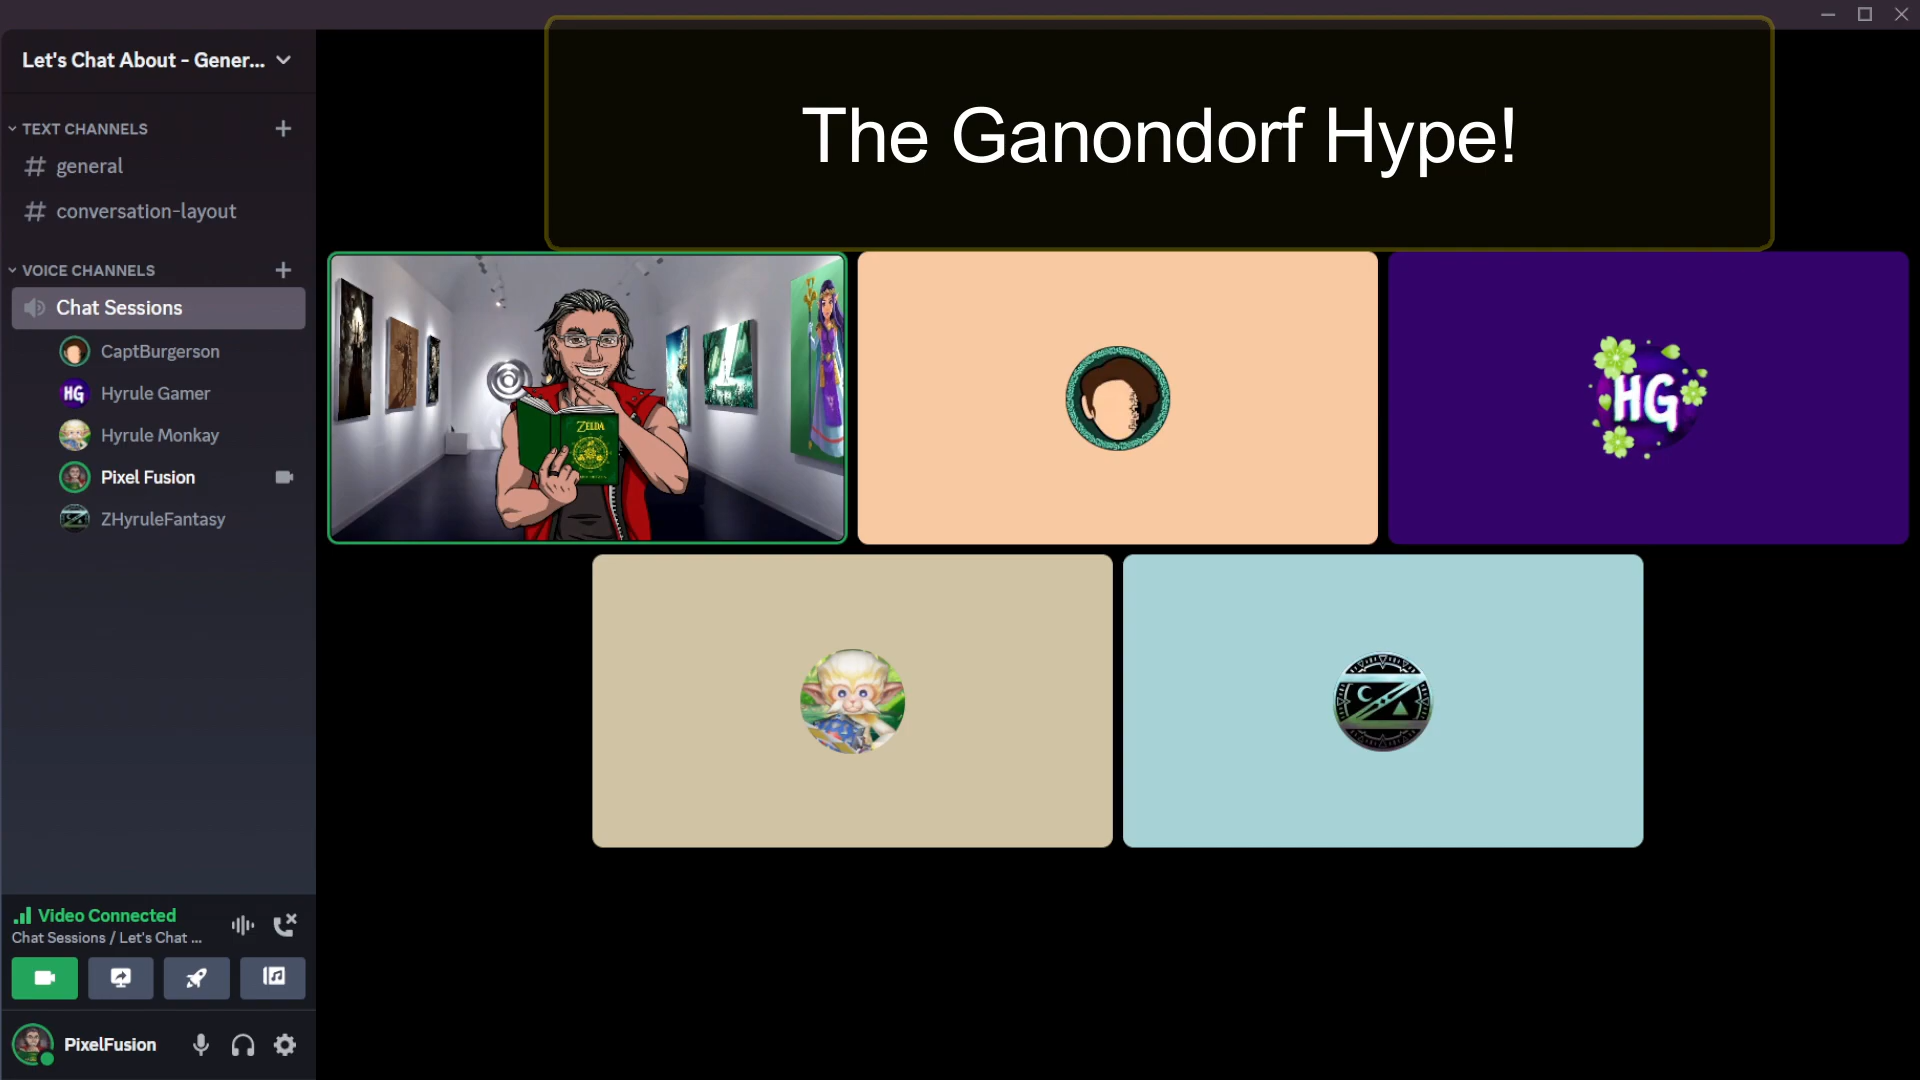 Let's Chat About - Gener...
The Ganondorf Hype!
TEXT CHANNELS
general
conversation-layout
VOICE CHANNELS
Chat Sessions
CaptBurgerson
HG
Hyrule Gamer
Hyrule Monkay
Pixel Fusion
ZHyruleFantasy
ZELDA
HG
Video Connected
Chat Sessions / Let's Chat ...
PixelFusion